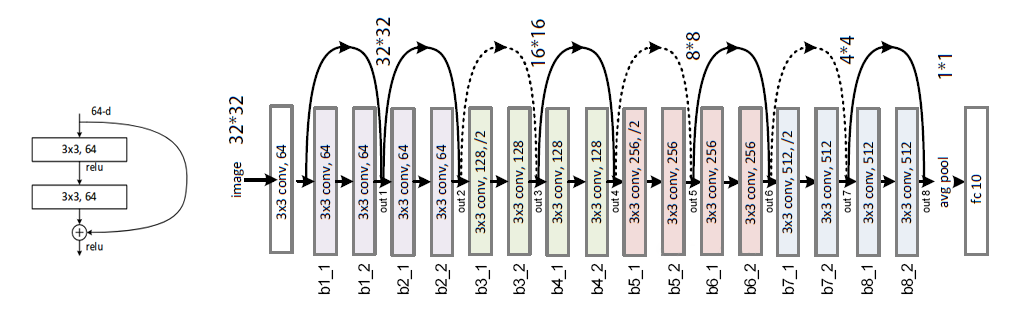 64-d
3x3, 64
relu
3x3, 64
relu
image
32*32
3x3 conv, 64
3x3 conv, 64
3x3 conv, 64
out 1
32*32
3x3 conv, 64
3x3 conv, 64
out 2
3x3 conv, 128, /2
3x3 conv, 128
out 3
16*16
3x3 conv, 128
3x3 conv, 128
out 4
3x3 conv, 256, /2
3x3 conv, 256
out 5
8*8
3x3 conv, 256
3x3 conv, 256
out 6
3x3 conv, 512, /2
3x3 conv, 512
out 7
4*4
3x3 conv, 512
3x3 conv, 512
out 8
avg pool
1*1
fc 10
b1_1
b1_2
b2_1
b2_2
b3_1
b3_2
b4_1
b4_2
b5_1
b5_2
b6_1
b6_2
b7_1
b7_2
b8_1
b8_2